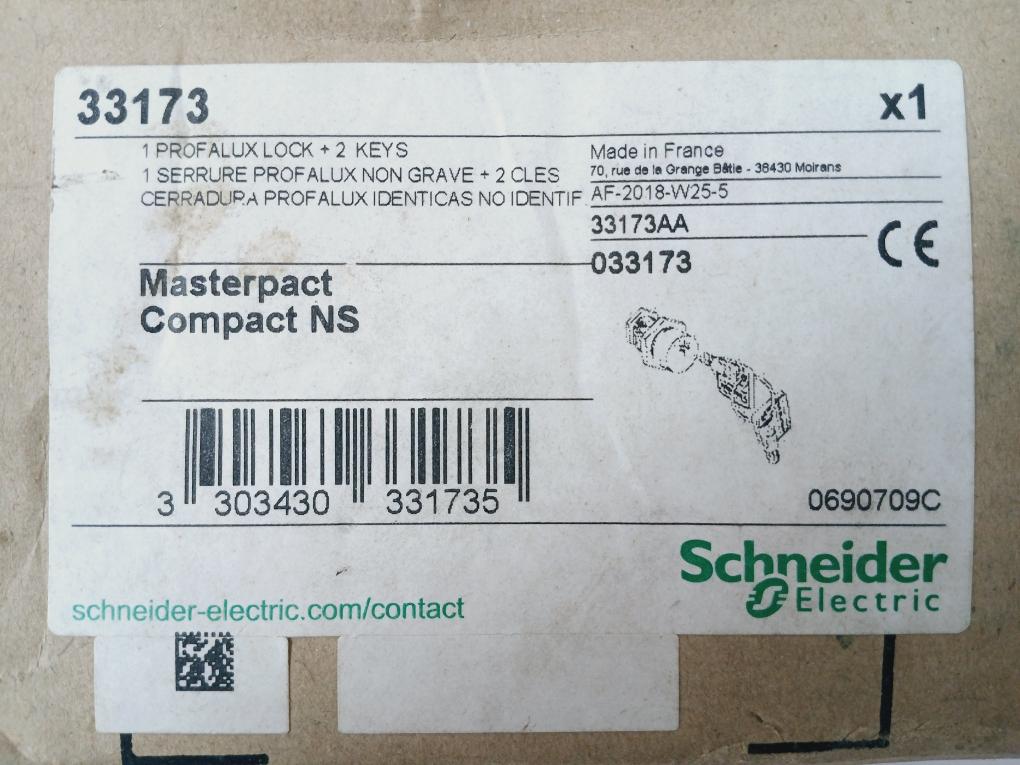 33173
x1
1 PROFALUX LOCK + 2 KEYS
1 SERRURE PROFALUX NON GRAVE + 2 CLES
CERRADURA PROFALUX IDENTICAS NO IDENTIF.
Made in France
70, rue de la Grange Bâtie - 38430 Moirans
AF-2018-W25-5
33173AA
033173
CE
Masterpact
Compact NS
3 303430 331735
0690709C
Schneider
Electric
schneider-electric.com/contact